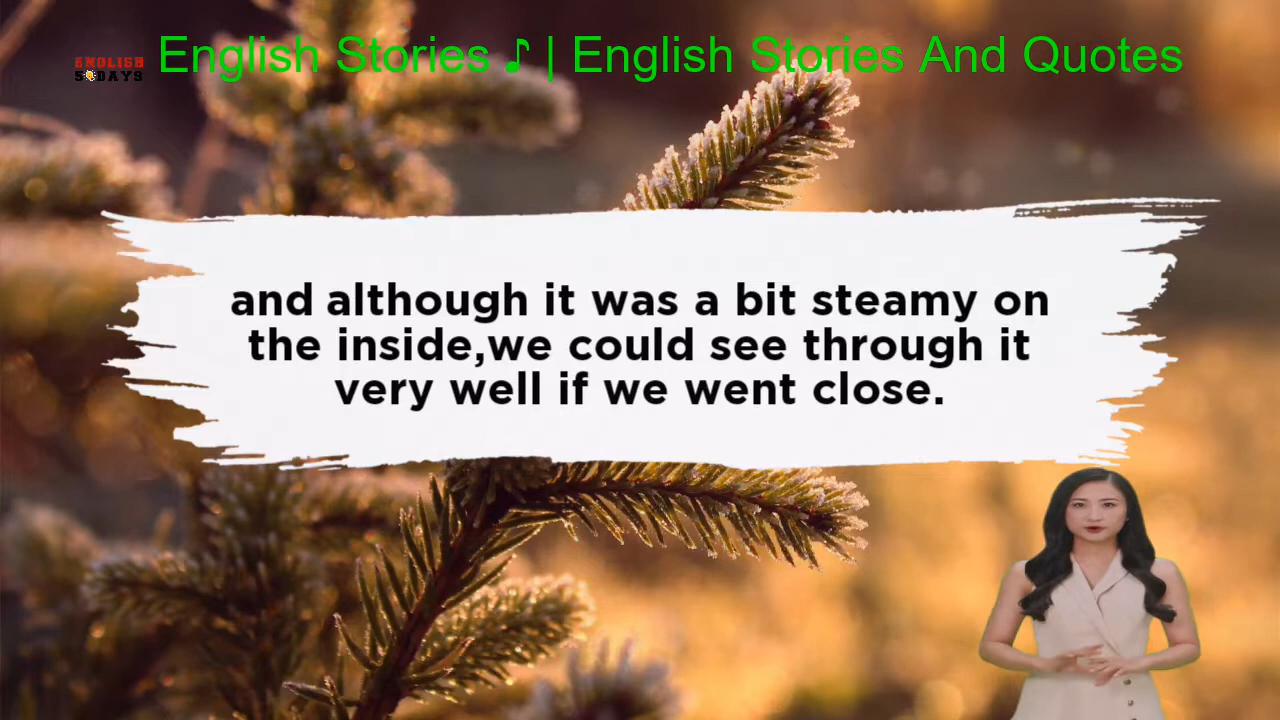 English Stories ♪ | English Stories And Quotes
ENGLISH
50DAYS
and although it was a bit steamy on
the inside,we could see through it
very well if we went close.